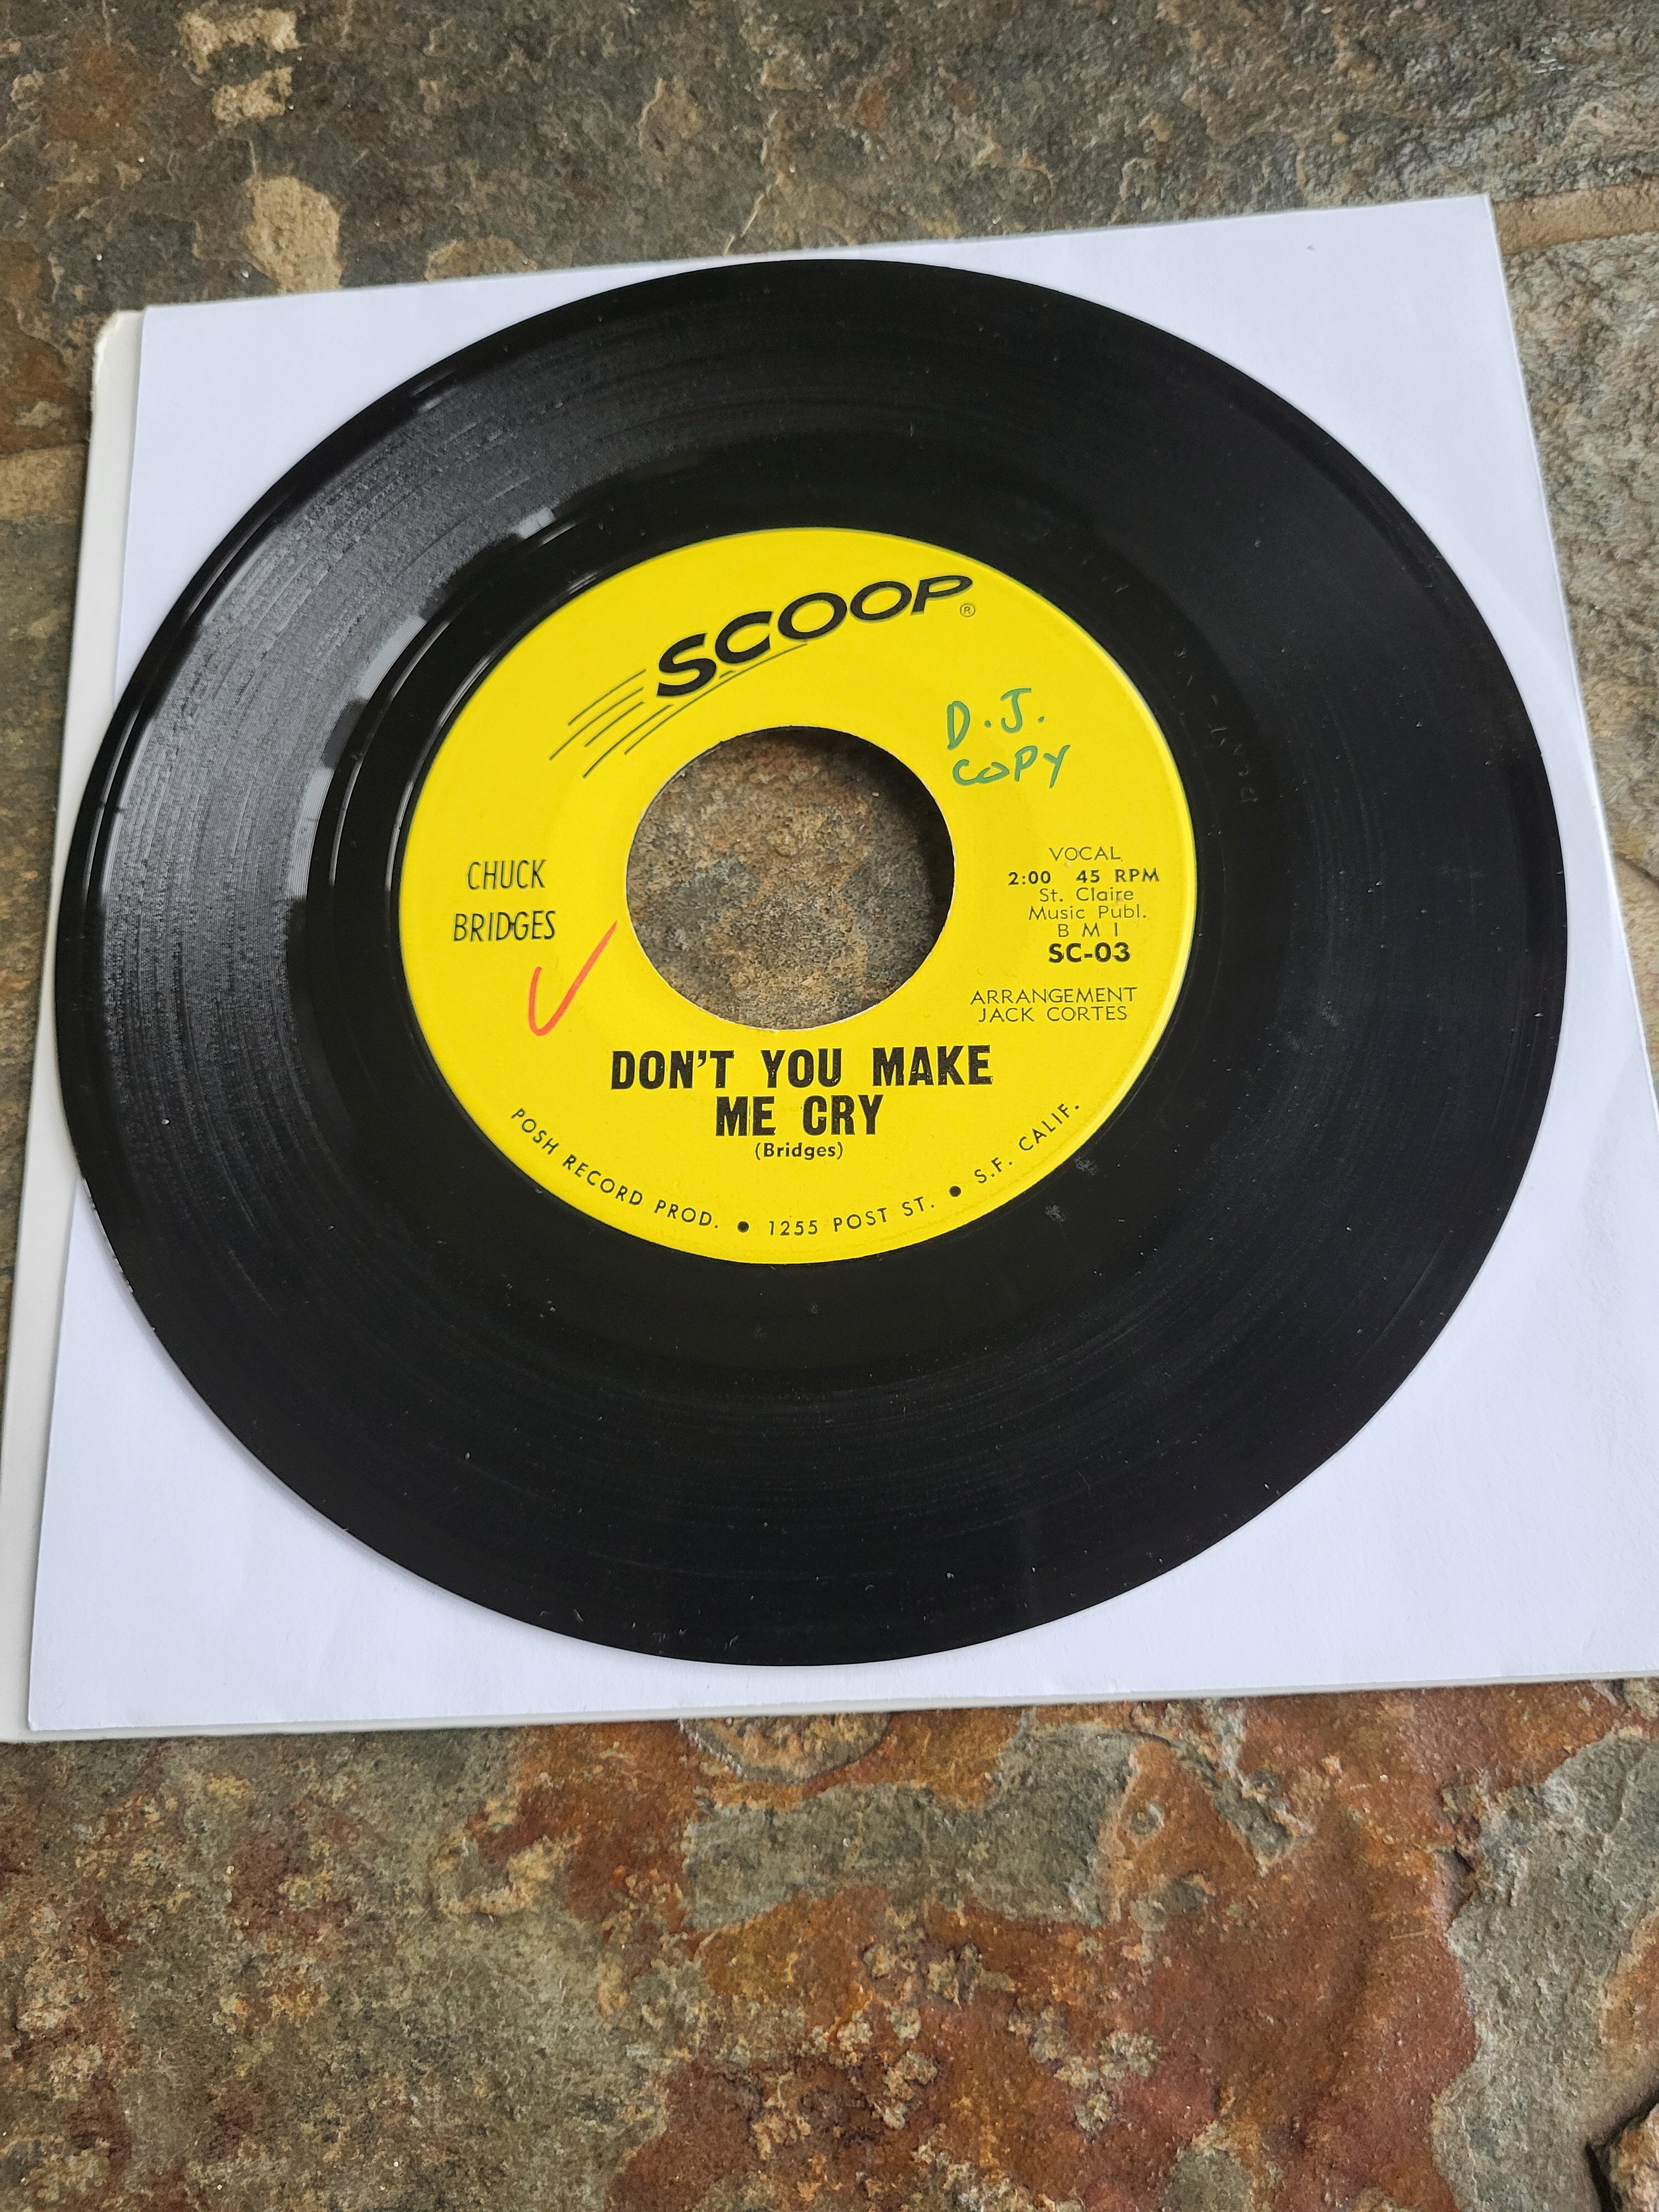 SCOOP
®
D.J.
COPY
CHUCK
BRIDGES
VOCAL
2:00 45 RPM
St. Claire
Music Publ.
B M I
SC-03
ARRANGEMENT
JACK CORTES
DON'T YOU MAKE
ME CRY
(Bridges)
POSH RECORD PROD. • 1255 POST ST. • S.F. CALIF.